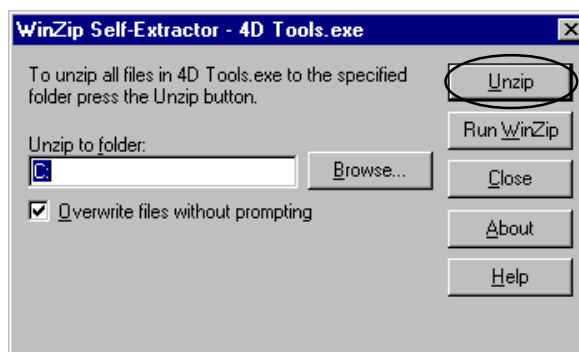 WinZip Self-Extractor - 4D Tools.exe
To unzip all files in 4D Tools.exe to the specified
folder press the Unzip button.
Unzip to folder:
C:
Browse...
Overwrite files without prompting
Unzip
Run WinZip
Close
About
Help